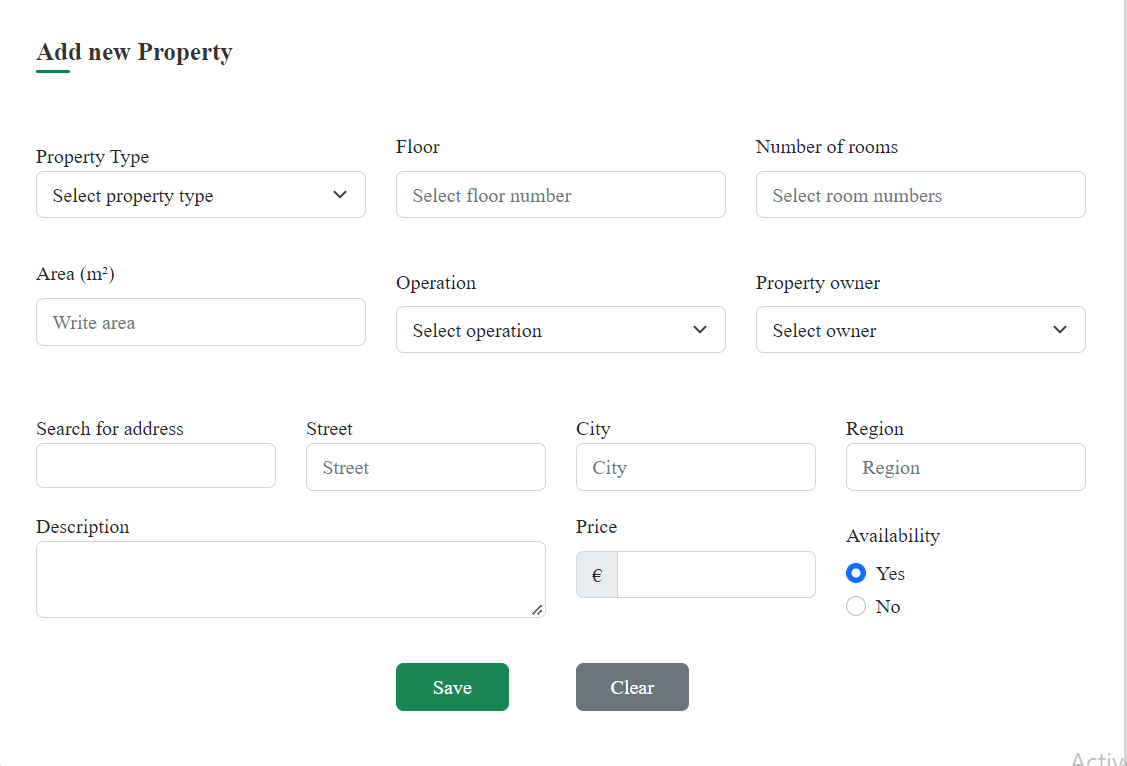 Add new Property
Property Type
Floor
Number of rooms
Select property type
Select floor number
Select room numbers
Area (m²)
Operation
Property owner
Write area
Select operation
Select owner
Search for address
Street
City
Region
Street
City
Region
Description
Price
Availability
€
Yes
No
Save
Clear